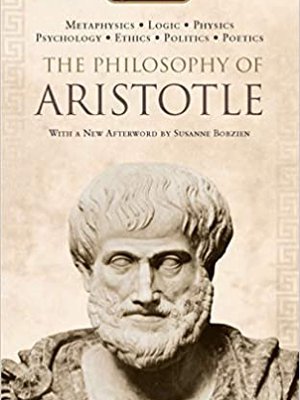 METAPHYSICS • LOGIC • PHYSICS
PSYCHOLOGY • ETHICS • POLITICS • POETICS
THE PHILOSOPHY OF
ARISTOTLE
WITH A NEW AFTERWORD BY SUSANNE BOBZIEN